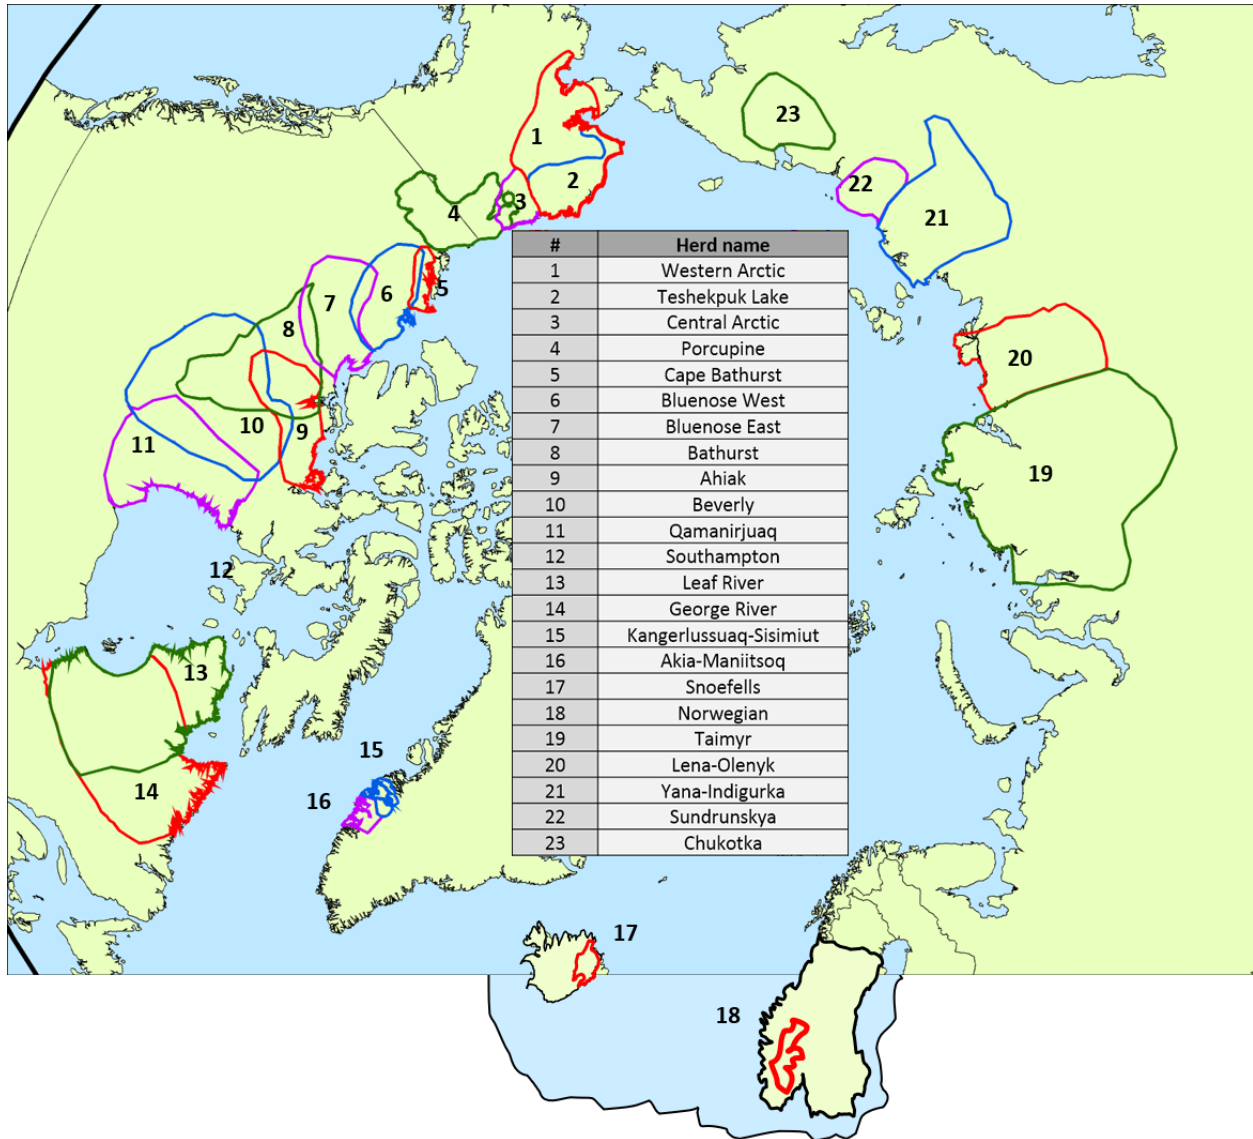 1
23
2
22
3
4
21
# Herd name
1 Western Arctic
2 Teshekpuk Lake
3 Central Arctic
4 Porcupine
5 Cape Bathurst
6 Bluenose West
7 Bluenose East
8 Bathurst
9 Ahiak
10 Beverly
11 Qamanirjuaq
12 Southampton
13 Leaf River
14 George River
15 Kangerlussuaq-Sisimiut
16 Akia-Maniitsoq
17 Snoefells
18 Norwegian
19 Taimyr
20 Lena-Olenyk
21 Yana-Indigurka
22 Sundrunskya
23 Chukotka
5
6
7
8
20
10
9
11
19
12
13
15
14
16
17
18